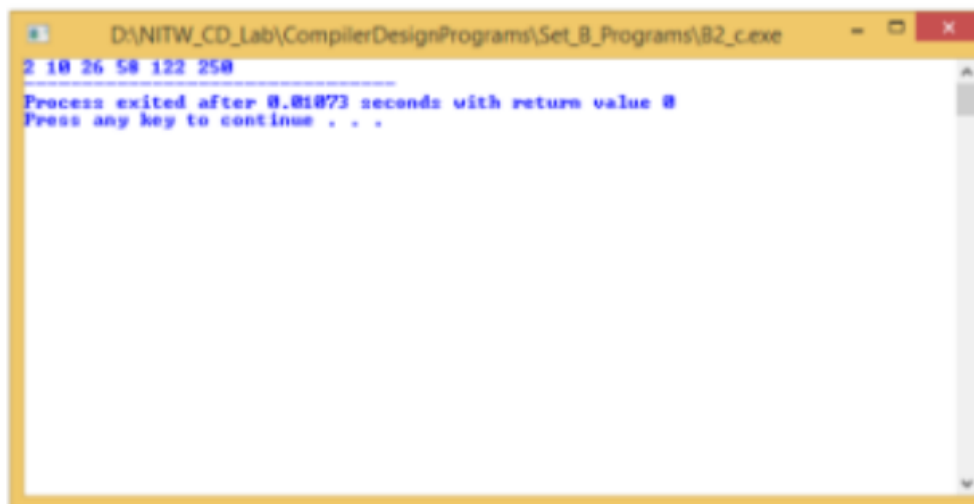 D:\NITW_CD_Lab\CompilerDesignPrograms\Set_B_Programs\B2_c.exe
2 10 26 58 122 250
--------------------------------
Process exited after 0.01073 seconds with return value 0
Press any key to continue . . .